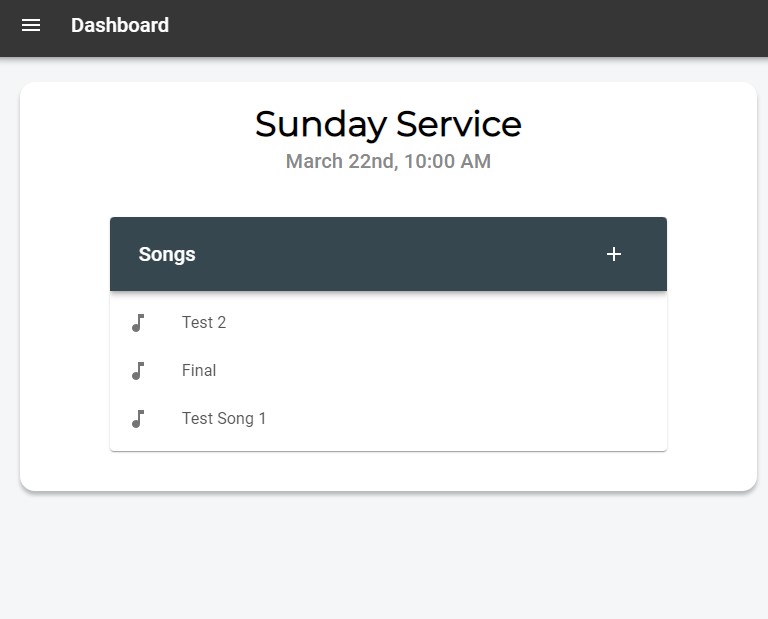 Dashboard
Sunday Service
March 22nd, 10:00 AM
Songs
Test 2
Final
Test Song 1